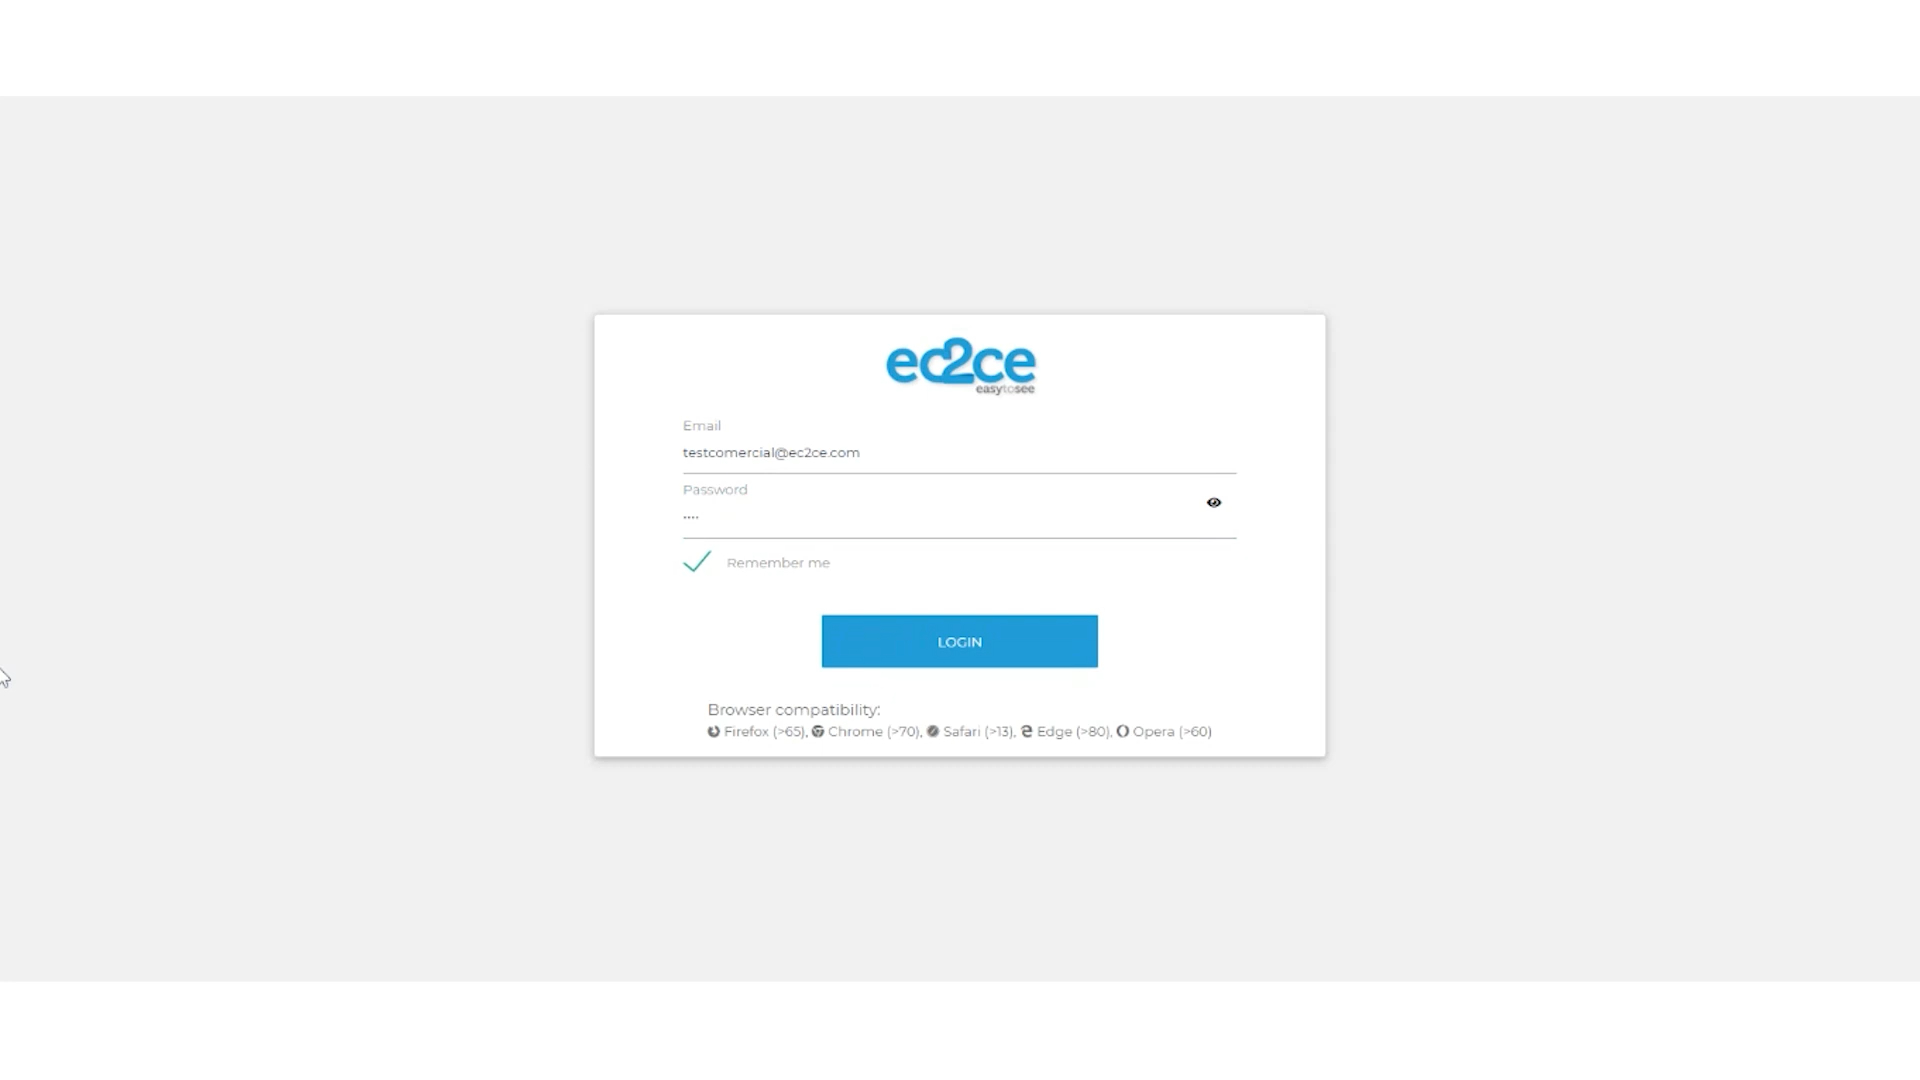 ec2ce
easytosee
Email
testcomercial@ec2ce.com
Password
····
Remember me
LOGIN
Browser compatibility:
Firefox (>65), Chrome (>70), Safari (>13), Edge (>80), Opera (>60)